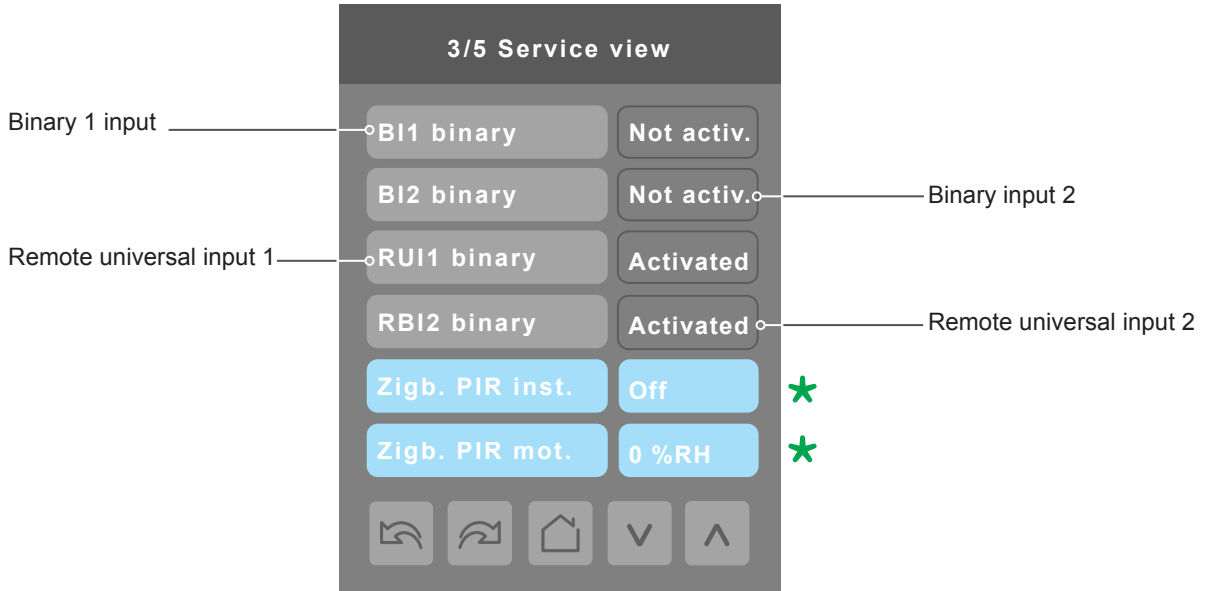 3/5 Service view
Binary 1 input
BI1 binary
Not activ.
BI2 binary
Not activ.
Binary input 2
Remote universal input 1
RUI1 binary
Activated
RBI2 binary
Activated
Remote universal input 2
Zigb. PIR inst.
Off
Zigb. PIR mot.
0 %RH